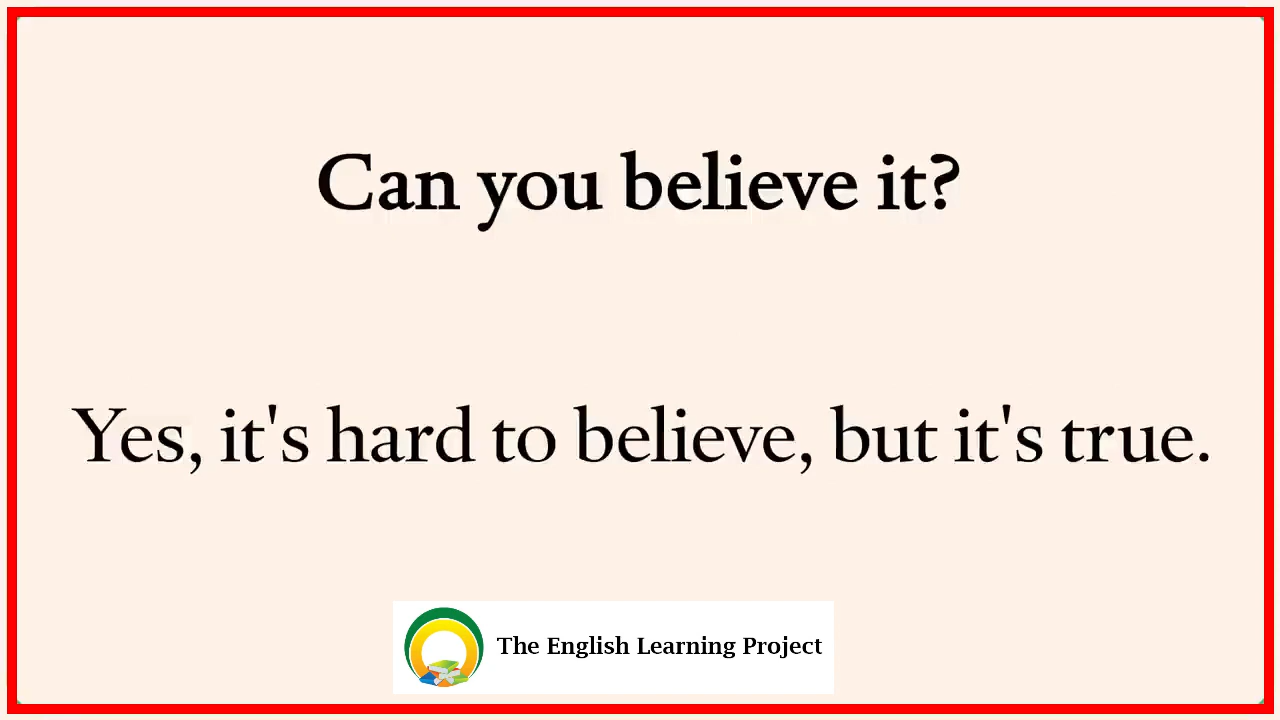 Can you believe it?
Yes, it's hard to believe, but it's true.
The English Learning Project